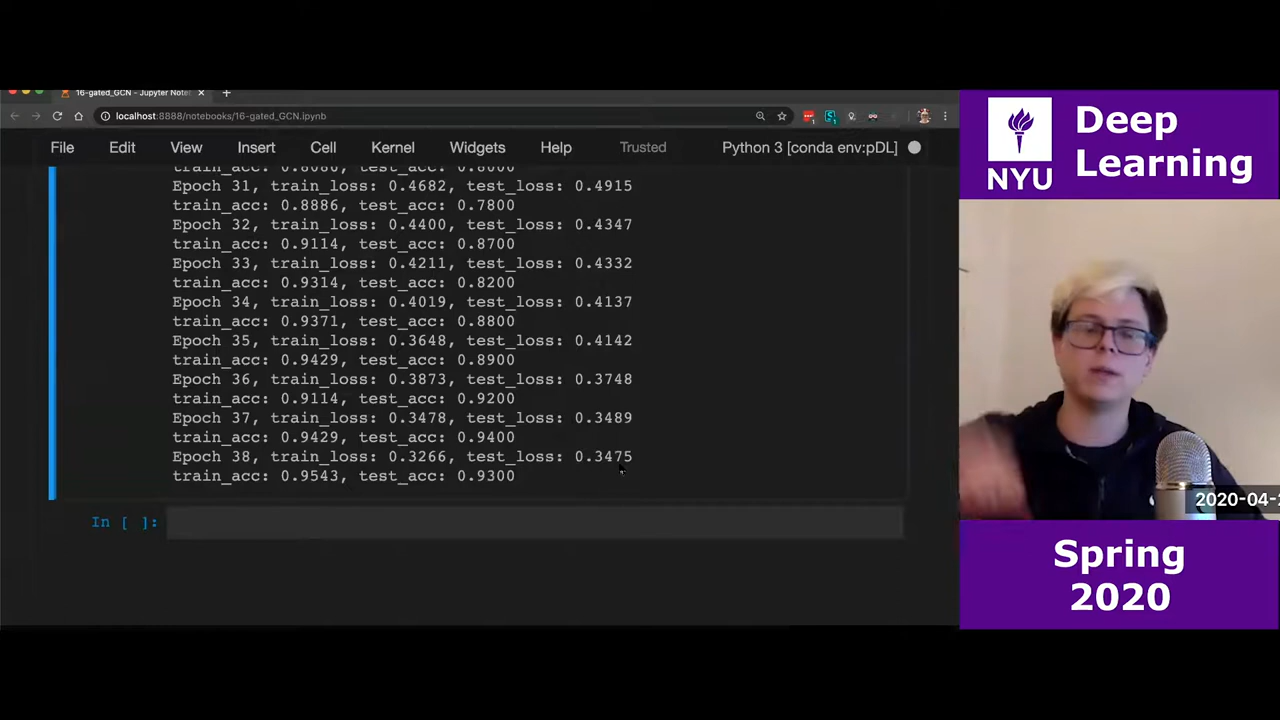 16-gated_GCN - Jupyter Note
localhost:8888/notebooks/16-gated_GCN.ipynb
File Edit View Insert Cell Kernel Widgets Help Trusted Python 3 [conda env:pDL]
Epoch 31, train_loss: 0.4682, test_loss: 0.4915
train_acc: 0.8886, test_acc: 0.7800
Epoch 32, train_loss: 0.4400, test_loss: 0.4347
train_acc: 0.9114, test_acc: 0.8700
Epoch 33, train_loss: 0.4211, test_loss: 0.4332
train_acc: 0.9314, test_acc: 0.8200
Epoch 34, train_loss: 0.4019, test_loss: 0.4137
train_acc: 0.9371, test_acc: 0.8800
Epoch 35, train_loss: 0.3648, test_loss: 0.4142
train_acc: 0.9429, test_acc: 0.8900
Epoch 36, train_loss: 0.3873, test_loss: 0.3748
train_acc: 0.9114, test_acc: 0.9200
Epoch 37, train_loss: 0.3478, test_loss: 0.3489
train_acc: 0.9429, test_acc: 0.9400
Epoch 38, train_loss: 0.3266, test_loss: 0.3475
train_acc: 0.9543, test_acc: 0.9300
In [ ]:
NYU
Deep
Learning
2020-04-2
Spring
2020